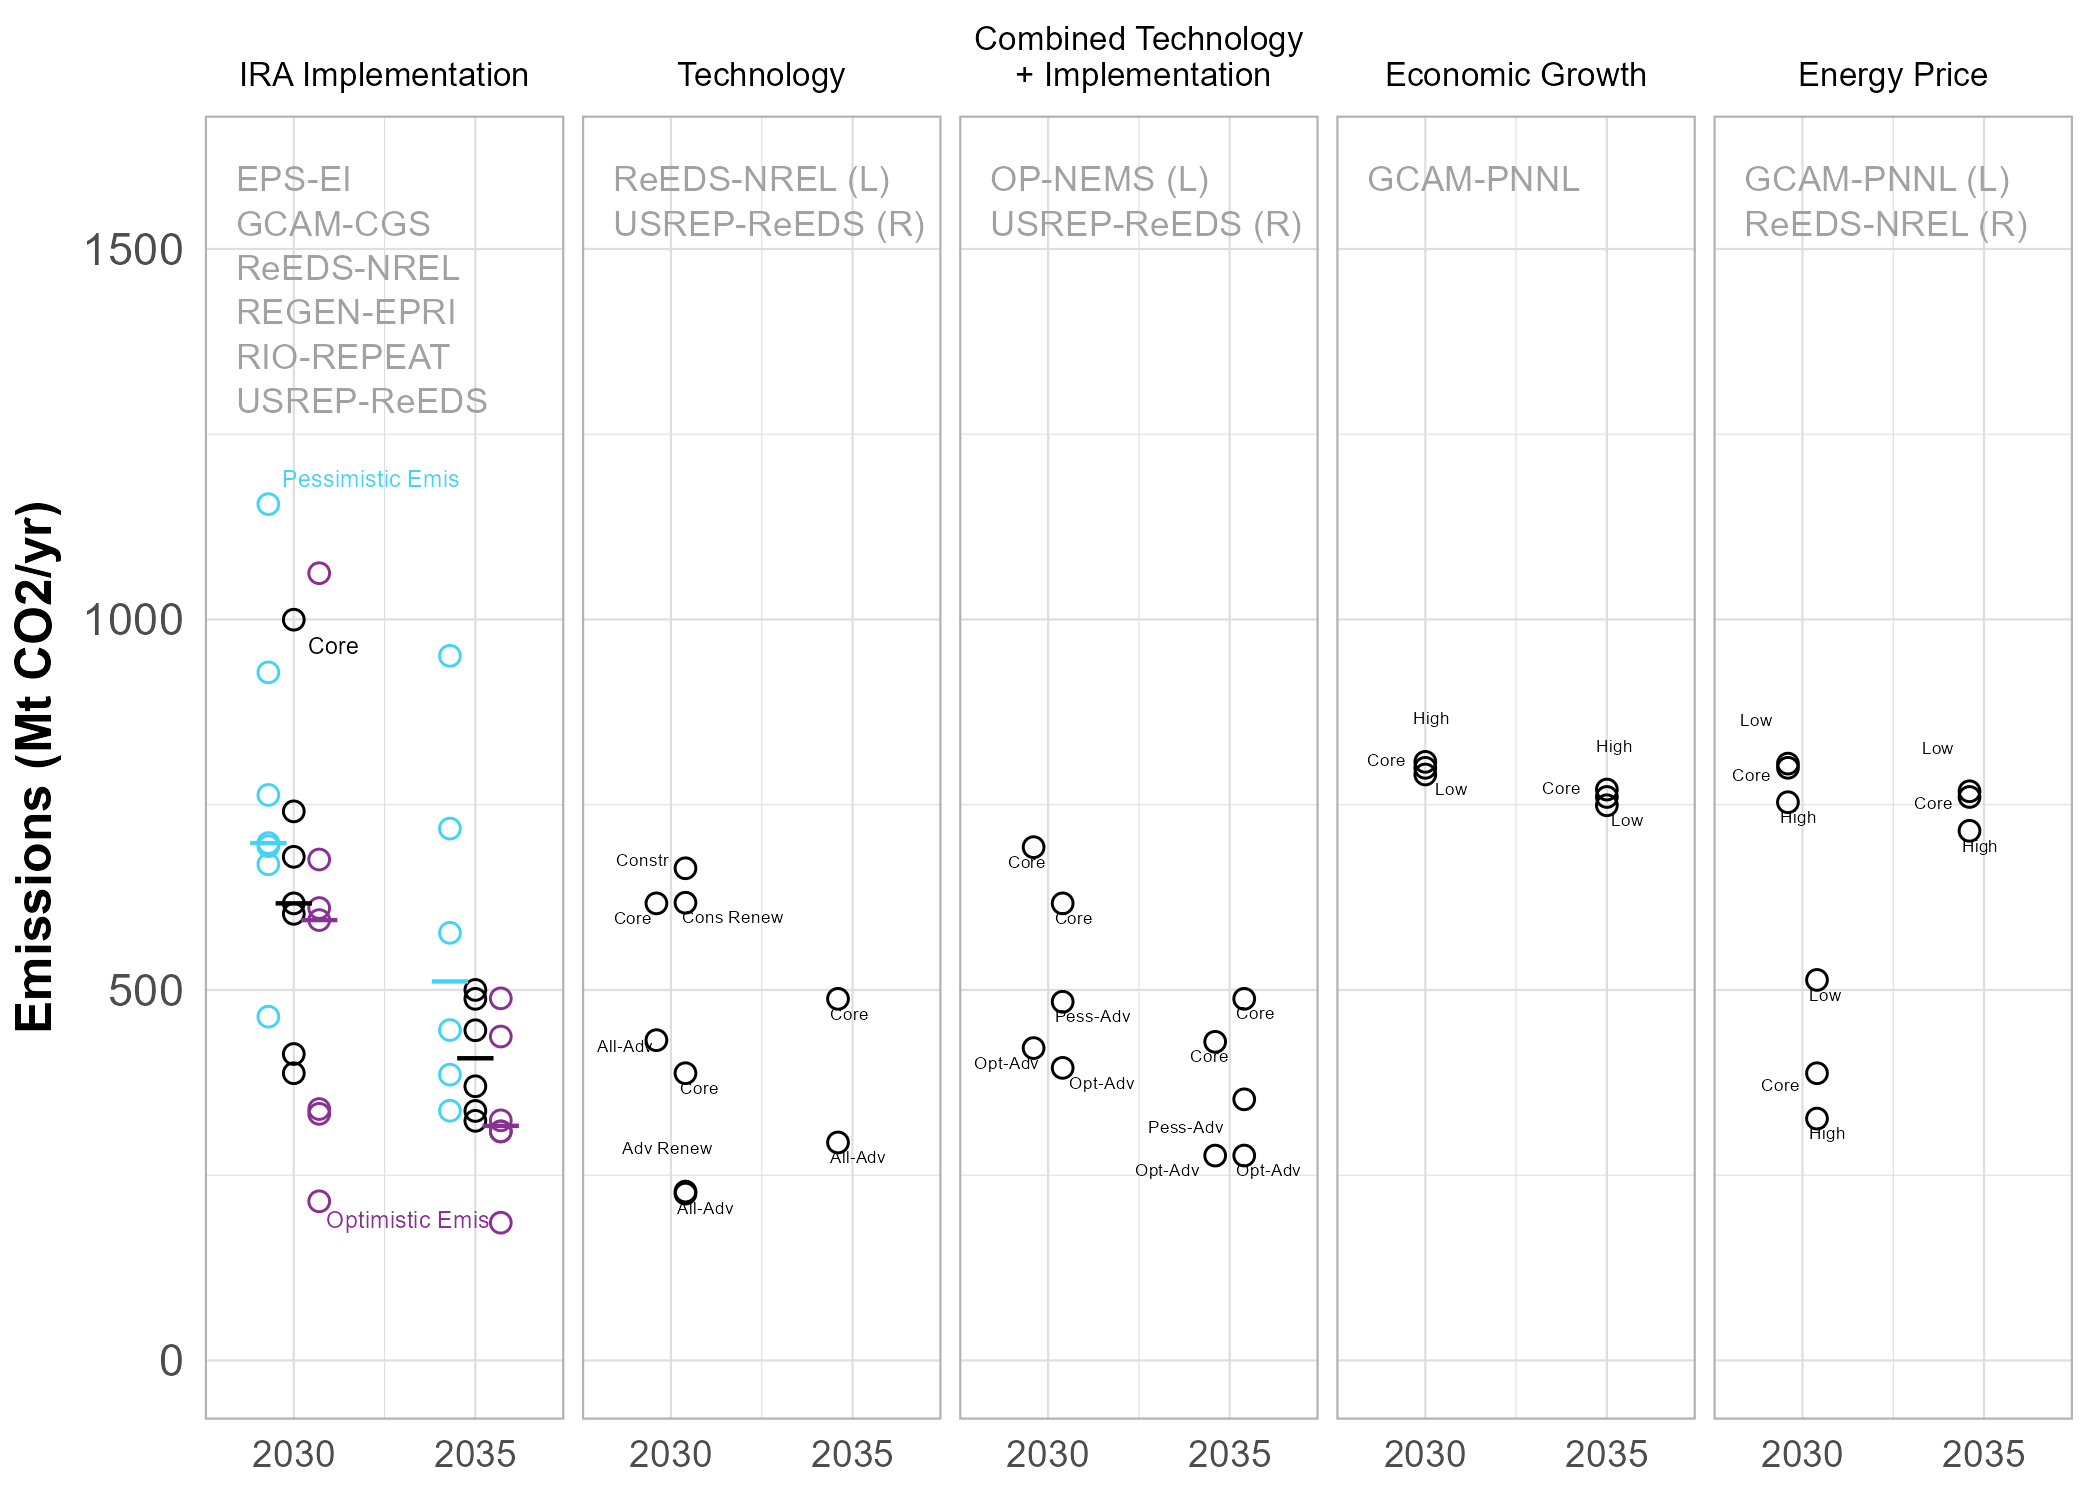 IRA Implementation
Technology
Combined Technology
+ Implementation
Economic Growth
Energy Price
Emissions (Mt CO2/yr)
1500
1000
500
0
EPS-EI
GCAM-CGS
ReEDS-NREL
REGEN-EPRI
RIO-REPEAT
USREP-ReEDS
Pessimistic Emis
Core
Optimistic Emis
2030
2035
ReEDS-NREL (L)
USREP-ReEDS (R)
Constr
Core
Cons Renew
Core
All-Adv
Core
Adv Renew
All-Adv
All-Adv
2030
2035
OP-NEMS (L)
USREP-ReEDS (R)
Core
Core
Pess-Adv
Core
Opt-Adv
Core
Opt-Adv
Pess-Adv
Opt-Adv
Opt-Adv
2030
2035
GCAM-PNNL
High
High
Core
Low
Core
Low
2030
2035
GCAM-PNNL (L)
ReEDS-NREL (R)
Low
Low
Core
High
Core
High
Low
Core
High
2030
2035